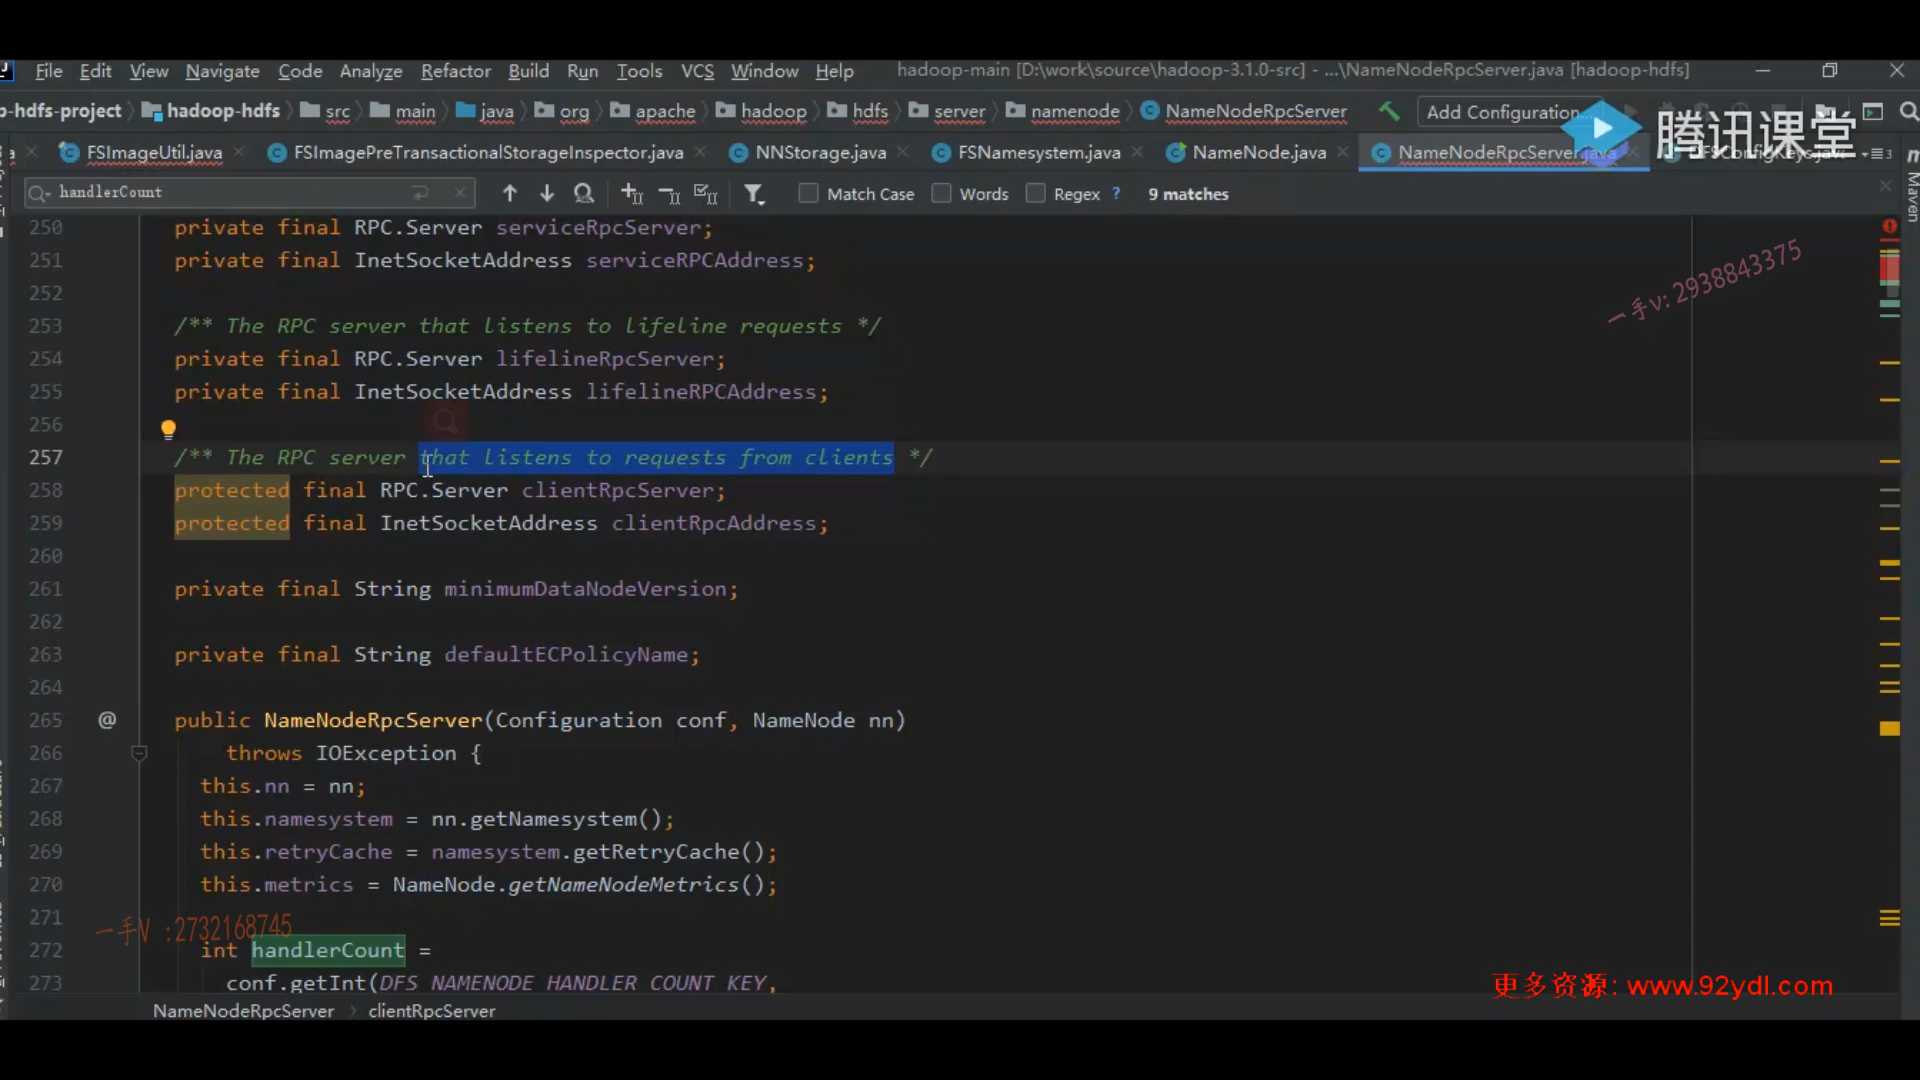 File Edit View Navigate Code Analyze Refactor Build Run Tools VCS Window Help hadoop-main [D:\work\source\hadoop-3.1.0-src] - ...\NameNodeRpcServer.java [hadoop-hdfs]
p-hdfs-project hadoop-hdfs src main java org apache hadoop hdfs server namenode NameNodeRpcServer Add Configuration...
腾讯课堂
FSImageUtil.java FSImagePreTransactionalStorageInspector.java NNStorage.java FSNamesystem.java NameNode.java NameNodeRpcServer.java
handlerCount Match Case Words Regex ? 9 matches
Maven
250 private final RPC.Server serviceRpcServer;
251 private final InetSocketAddress serviceRPCAddress;
一手v:2938843375
252
253 /** The RPC server that listens to lifeline requests */
254 private final RPC.Server lifelineRpcServer;
255 private final InetSocketAddress lifelineRPCAddress;
256
257 /** The RPC server that listens to requests from clients */
258 protected final RPC.Server clientRpcServer;
259 protected final InetSocketAddress clientRpcAddress;
260
261 private final String minimumDataNodeVersion;
262
263 private final String defaultECPolicyName;
264
265 @ public NameNodeRpcServer(Configuration conf, NameNode nn)
266 throws IOException {
267 this.nn = nn;
268 this.namesystem = nn.getNamesystem();
269 this.retryCache = namesystem.getRetryCache();
270 this.metrics = NameNode.getNameNodeMetrics();
271
一手V :2732168745
272 int handlerCount =
273 conf.getInt(DFS_NAMENODE_HANDLER_COUNT_KEY,
更多资源: www.92ydl.com
NameNodeRpcServer clientRpcServer